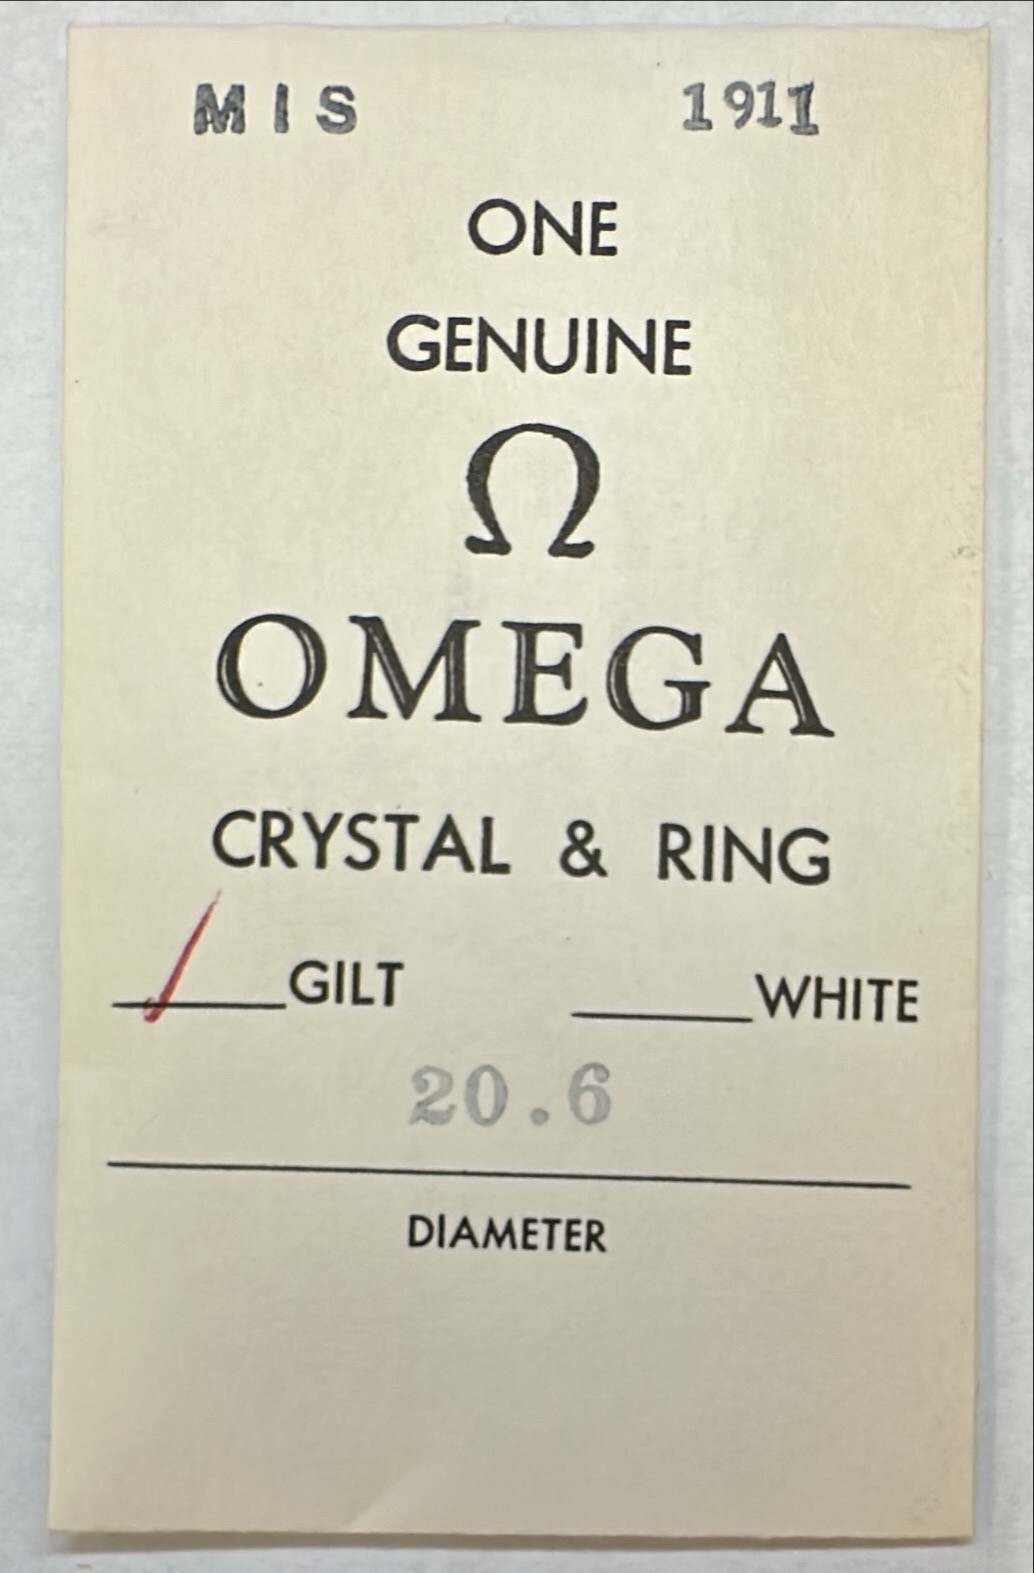 MIS 1911
ONE
GENUINE
Ω
OMEGA
CRYSTAL & RING
✓ GILT WHITE
20.6
DIAMETER